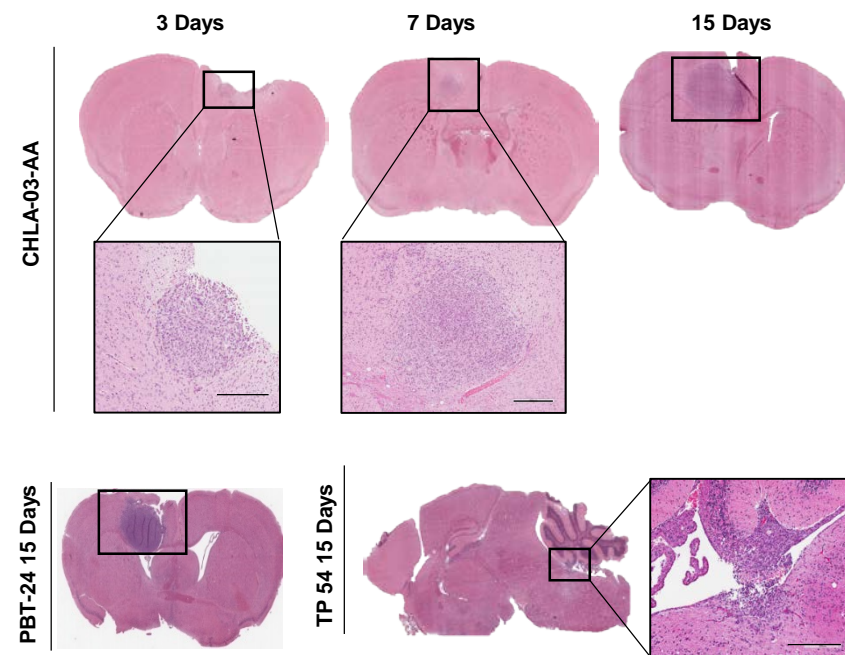 3 Days
7 Days
15 Days
CHLA-03-AA
PBT-24 15 Days
TP 54 15 Days